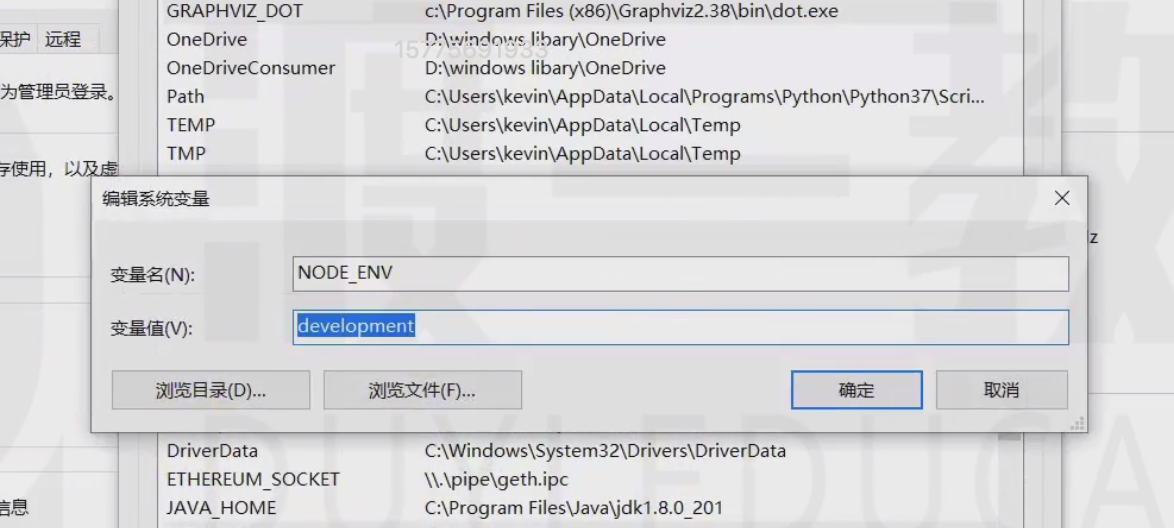 GRAPHVIZ_DOT c:\Program Files (x86)\Graphviz2.38\bin\dot.exe
保护 远程
OneDrive D:\windows libary\OneDrive
15775691933
OneDriveConsumer D:\windows libary\OneDrive
为管理员登录。
Path C:\Users\kevin\AppData\Local\Programs\Python\Python37\Scri...
TEMP C:\Users\kevin\AppData\Local\Temp
TMP C:\Users\kevin\AppData\Local\Temp
存使用，以及虚
编辑系统变量
z
变量名(N): NODE_ENV
变量值(V): development
浏览目录(D)... 浏览文件(F)... 确定 取消
DUYI EDUCA
DriverData C:\Windows\System32\Drivers\DriverData
ETHEREUM_SOCKET \\.\pipe\geth.ipc
信息
JAVA_HOME C:\Program Files\Java\jdk1.8.0_201